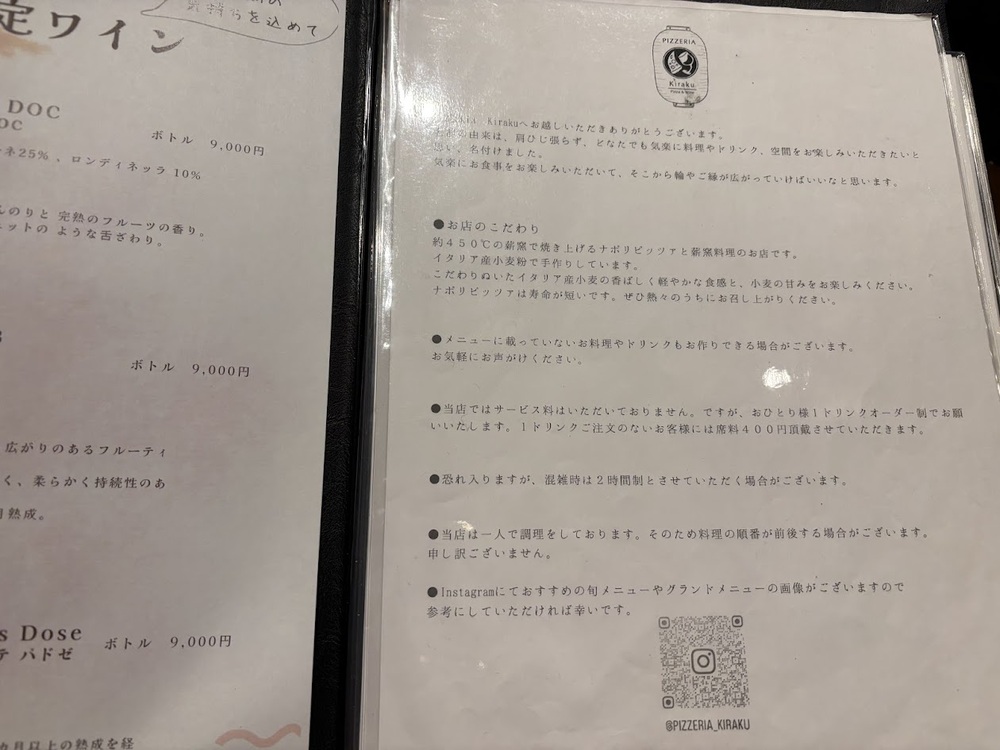 気持ちを込めて
定ワイン
DOC
DOC
ボトル 9,000円
ネ25% 、ロンディネッラ 10%
んのりと 完熟のフルーツの香り。
ェットの ような舌ざわり。
ボトル 9,000円
広がりのあるフルーティ
く、柔らかく持続性のあ
熟成。
s Dose
ボトル 9,000円
テ パドゼ
カ月以上の熟成を経
PIZZERIA
Kiraku
Kirakuへお越しいただきありがとうございます。
の由来は、肩ひじ張らず、どなたでも気楽に料理やドリンク、空間をお楽しみいただきたいと
思い、名付けました。
気楽にお食事をお楽しみいただいて、そこから輪やご縁が広がっていけばいいなと思います。
●お店のこだわり
約４５０℃の薪窯で焼き上げるナポリピッツァと薪窯料理のお店です。
イタリア産小麦粉で手作りしています。
こだわりぬいたイタリア産小麦の香ばしく軽やかな食感と、小麦の甘みをお楽しみください。
ナポリピッツァは寿命が短いです。ぜひ熱々のうちにお召し上がりください。
●メニューに載っていないお料理やドリンクもお作りできる場合がございます。
お気軽にお声がけください。
●当店ではサービス料はいただいておりません。ですが、おひとり様１ドリンクオーダー制でお願
いいたします。１ドリンクご注文のないお客様には席料４００円頂戴させていただきます。
●恐れ入りますが、混雑時は２時間制とさせていただく場合がございます。
●当店は一人で調理をしております。そのため料理の順番が前後する場合がございます。
申し訳ございません。
●Instagramにておすすめの旬メニューやグランドメニューの画像がございますので
参考にしていただければ幸いです。
@PIZZERIA_KIRAKU